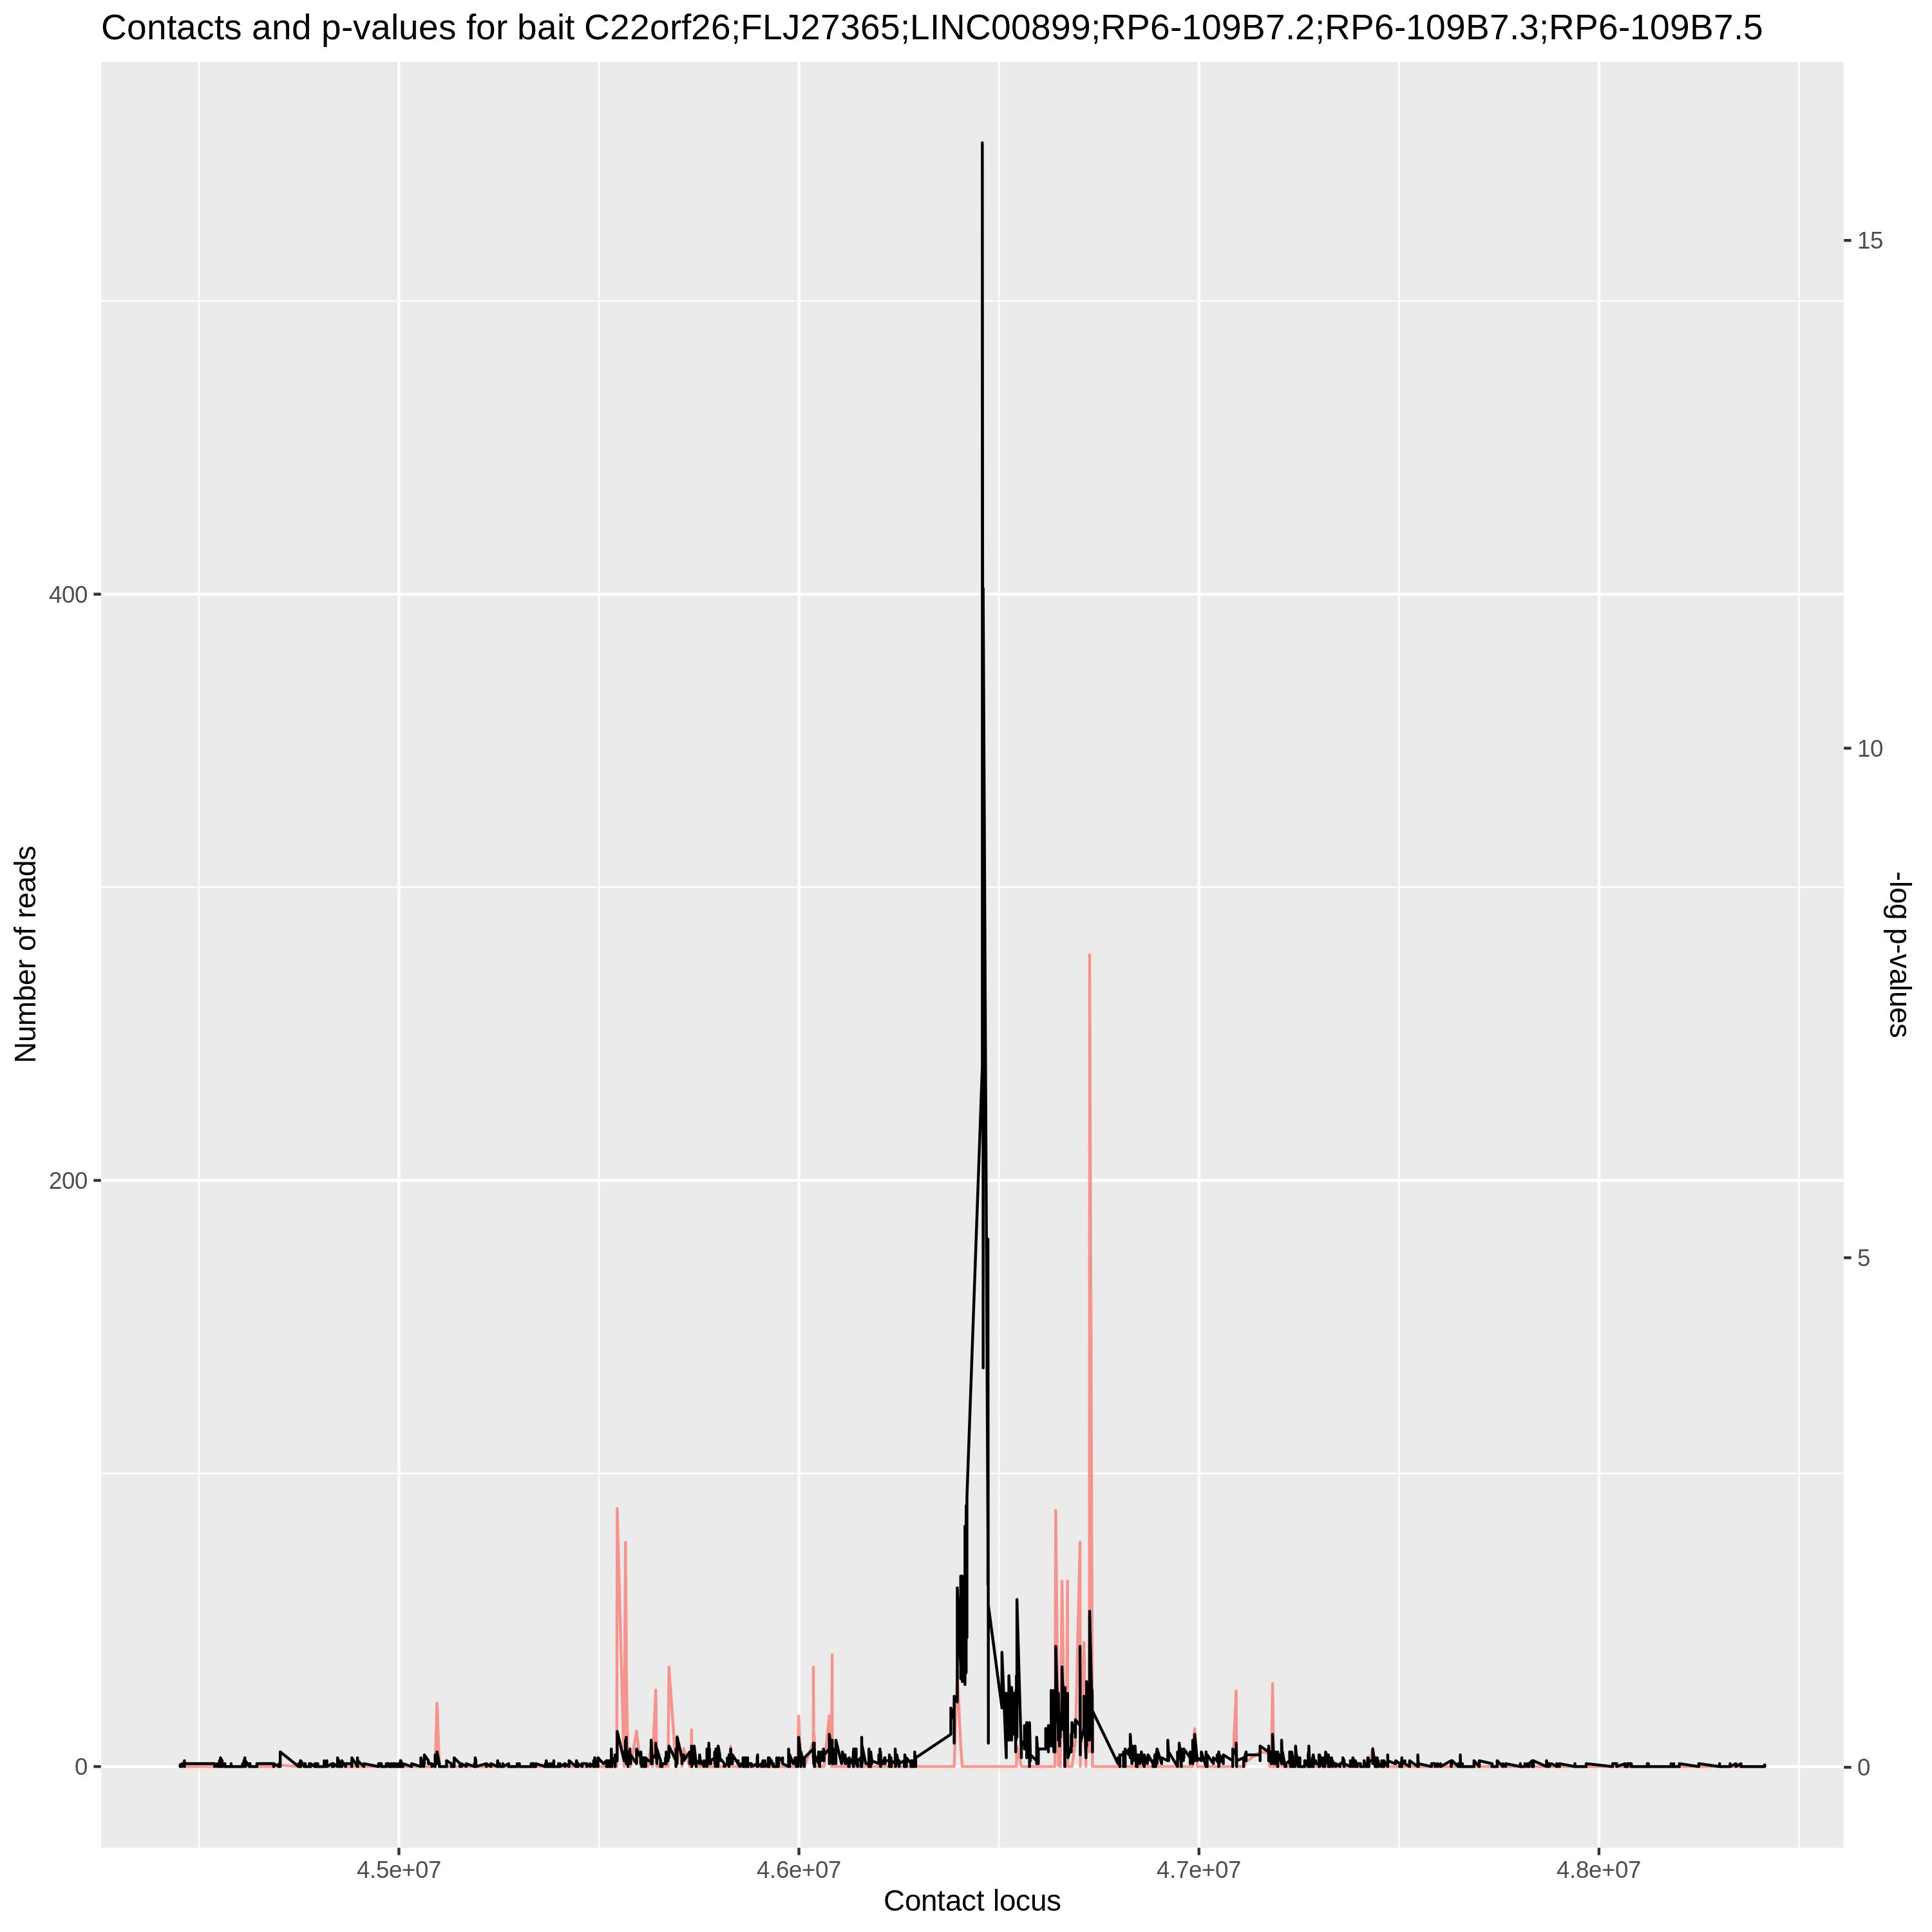 Contacts and p-values for bait C22orf26;FLJ27365;LINC00899;RP6-109B7.2;RP6-109B7.3;RP6-109B7.5
15
400
10
Number of reads
-log p-values
200
5
0
0
4.5e+07
4.6e+07
4.7e+07
4.8e+07
Contact locus